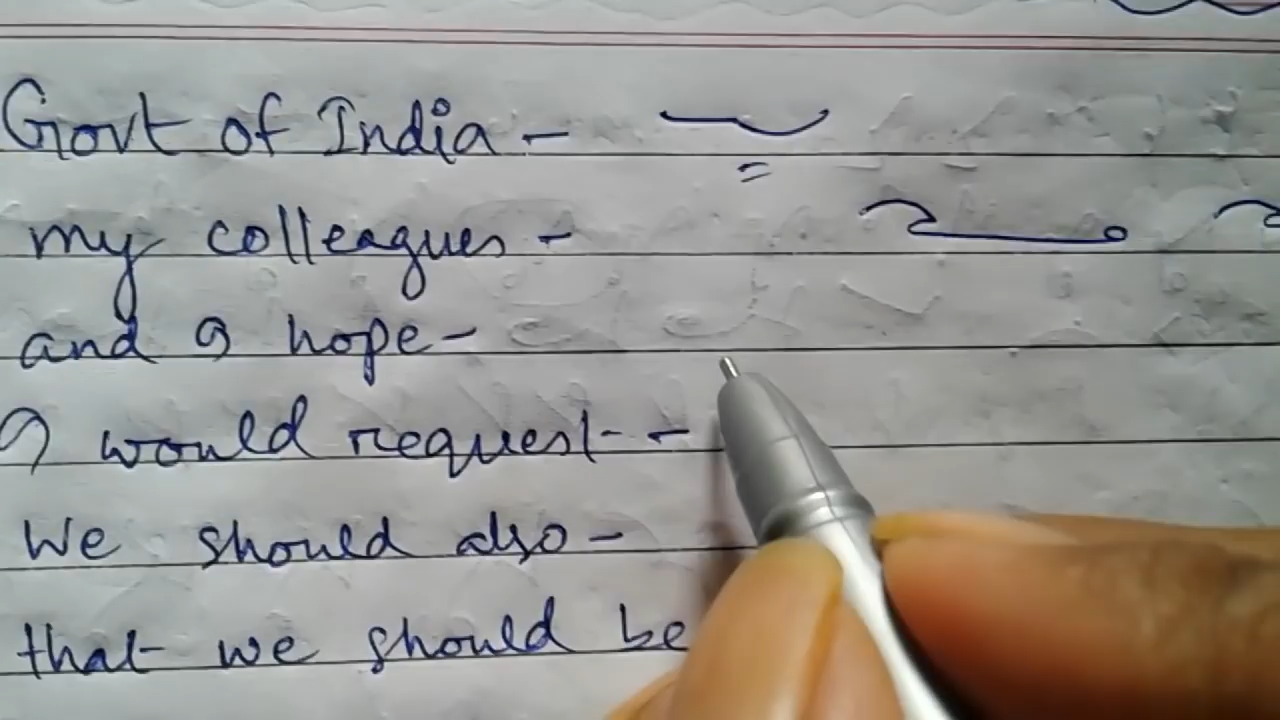 Govt of India -
my colleagues -
and I hope -
I would request - -
We should also -
that we should be